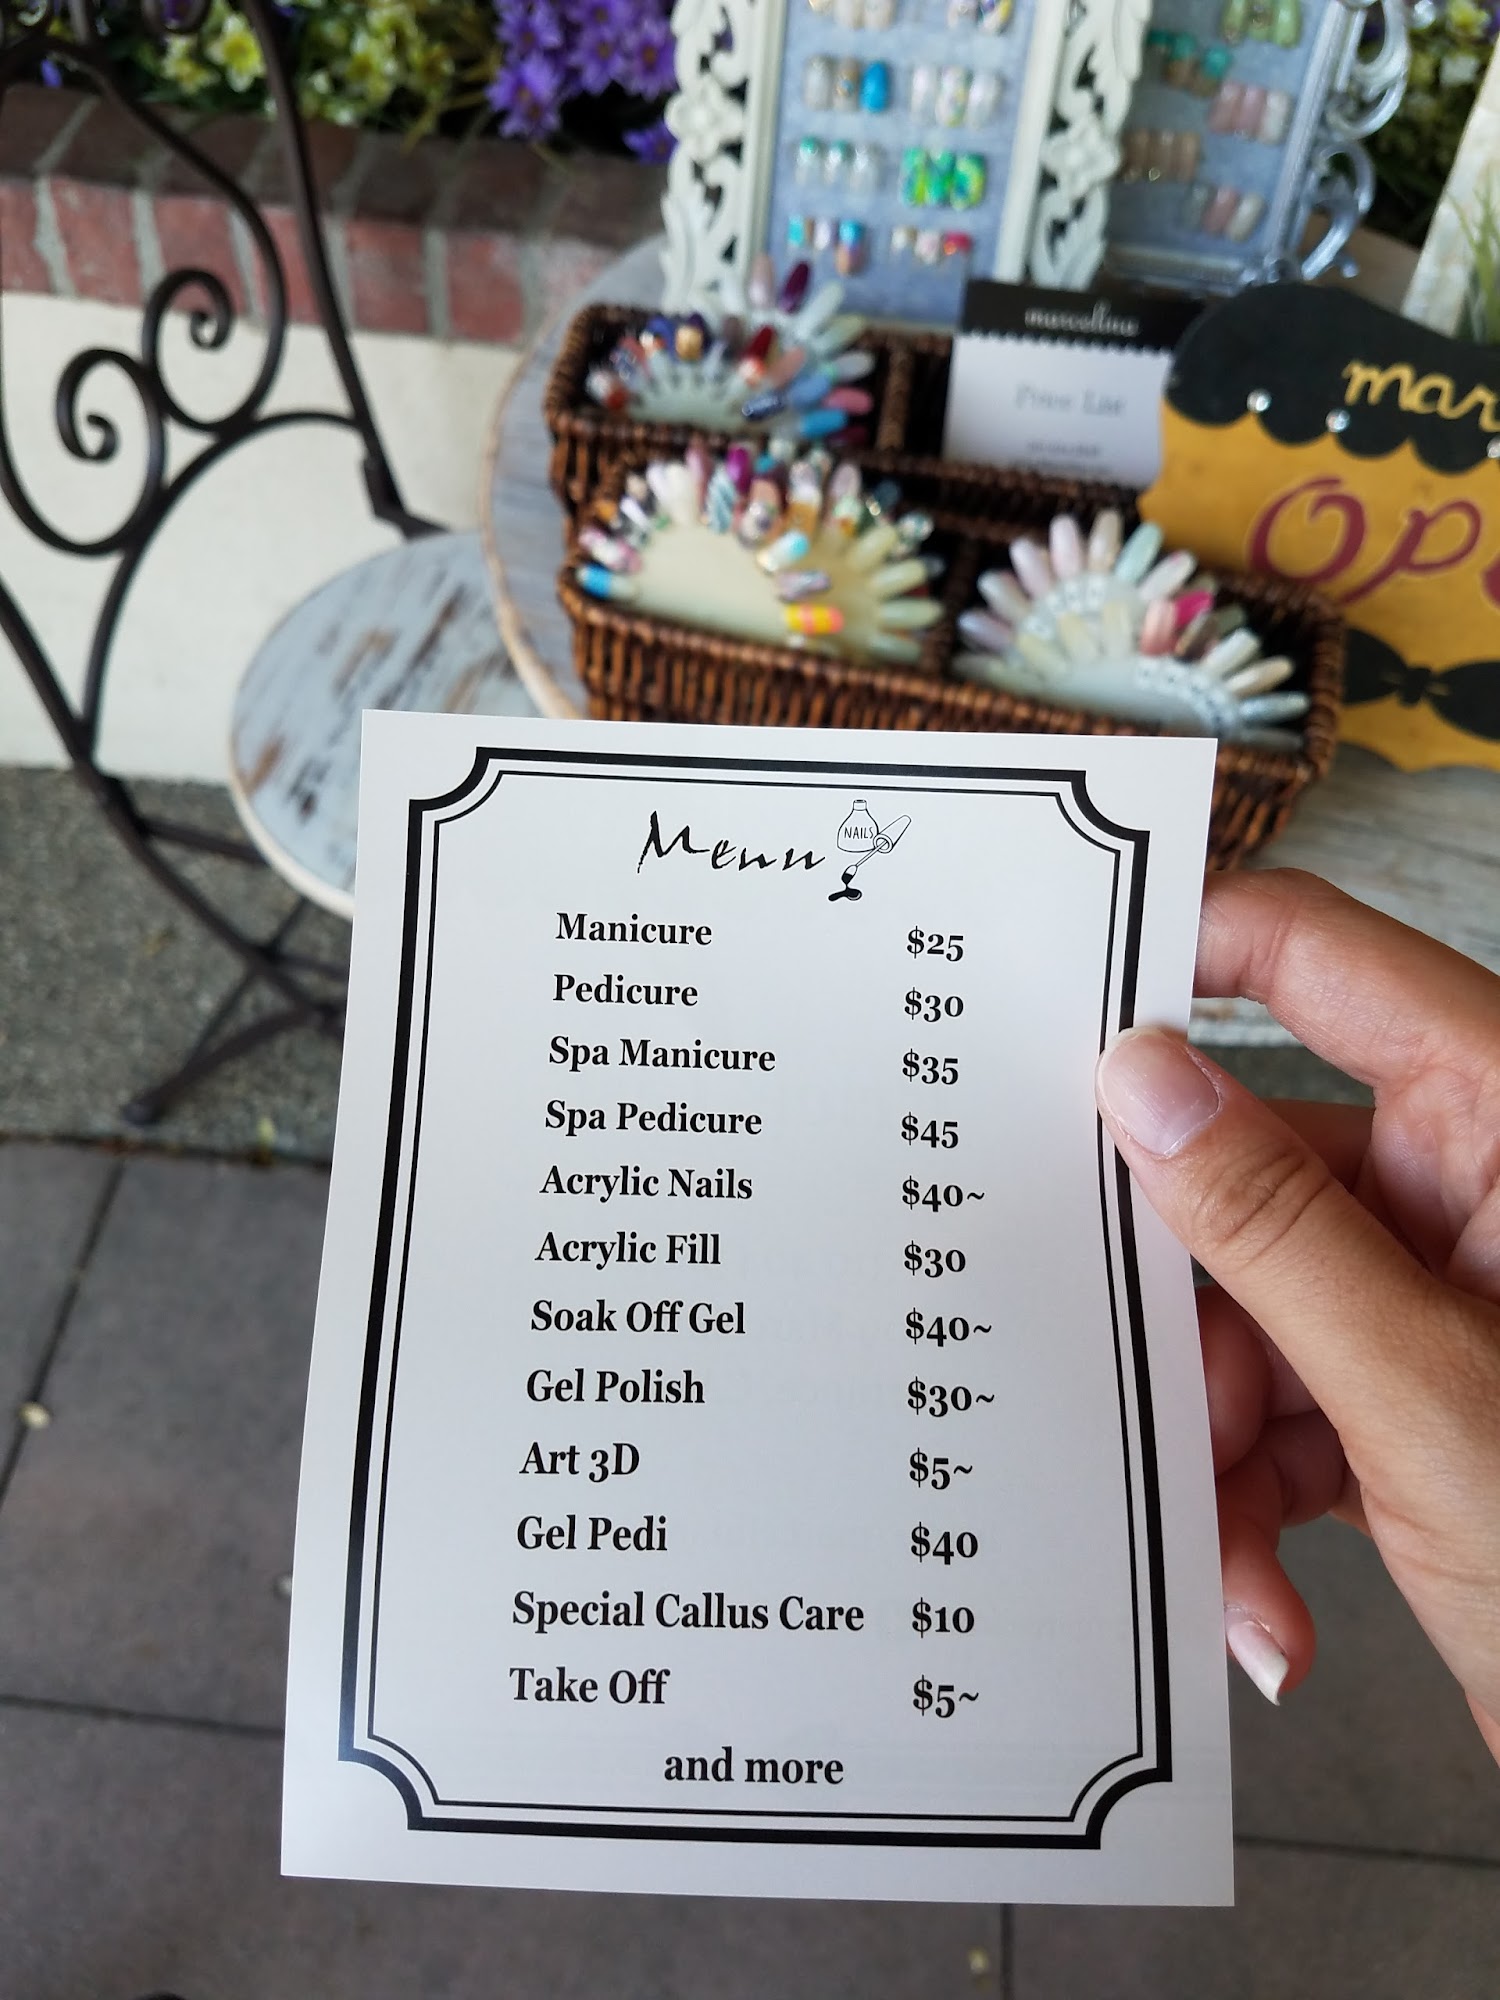 marcelina
Price List
mar
OPE
Menu
NAILS
Manicure $25
Pedicure $30
Spa Manicure $35
Spa Pedicure $45
Acrylic Nails $40~
Acrylic Fill $30
Soak Off Gel $40~
Gel Polish $30~
Art 3D $5~
Gel Pedi $40
Special Callus Care $10
Take Off $5~
and more